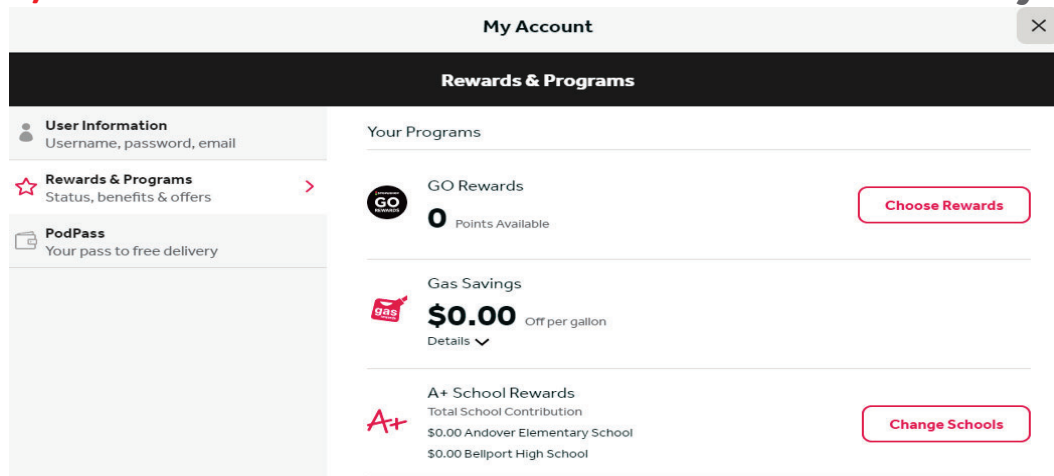 My Account
Rewards & Programs
User Information
Username, password, email
Rewards & Programs
Status, benefits & offers
PodPass
Your pass to free delivery
Your Programs
GO
REWARDS
GO Rewards
0 Points Available
Choose Rewards
gas
Gas Savings
$0.00 Off per gallon
Details
A+
A+ School Rewards
Total School Contribution
$0.00 Andover Elementary School
$0.00 Bellport High School
Change Schools